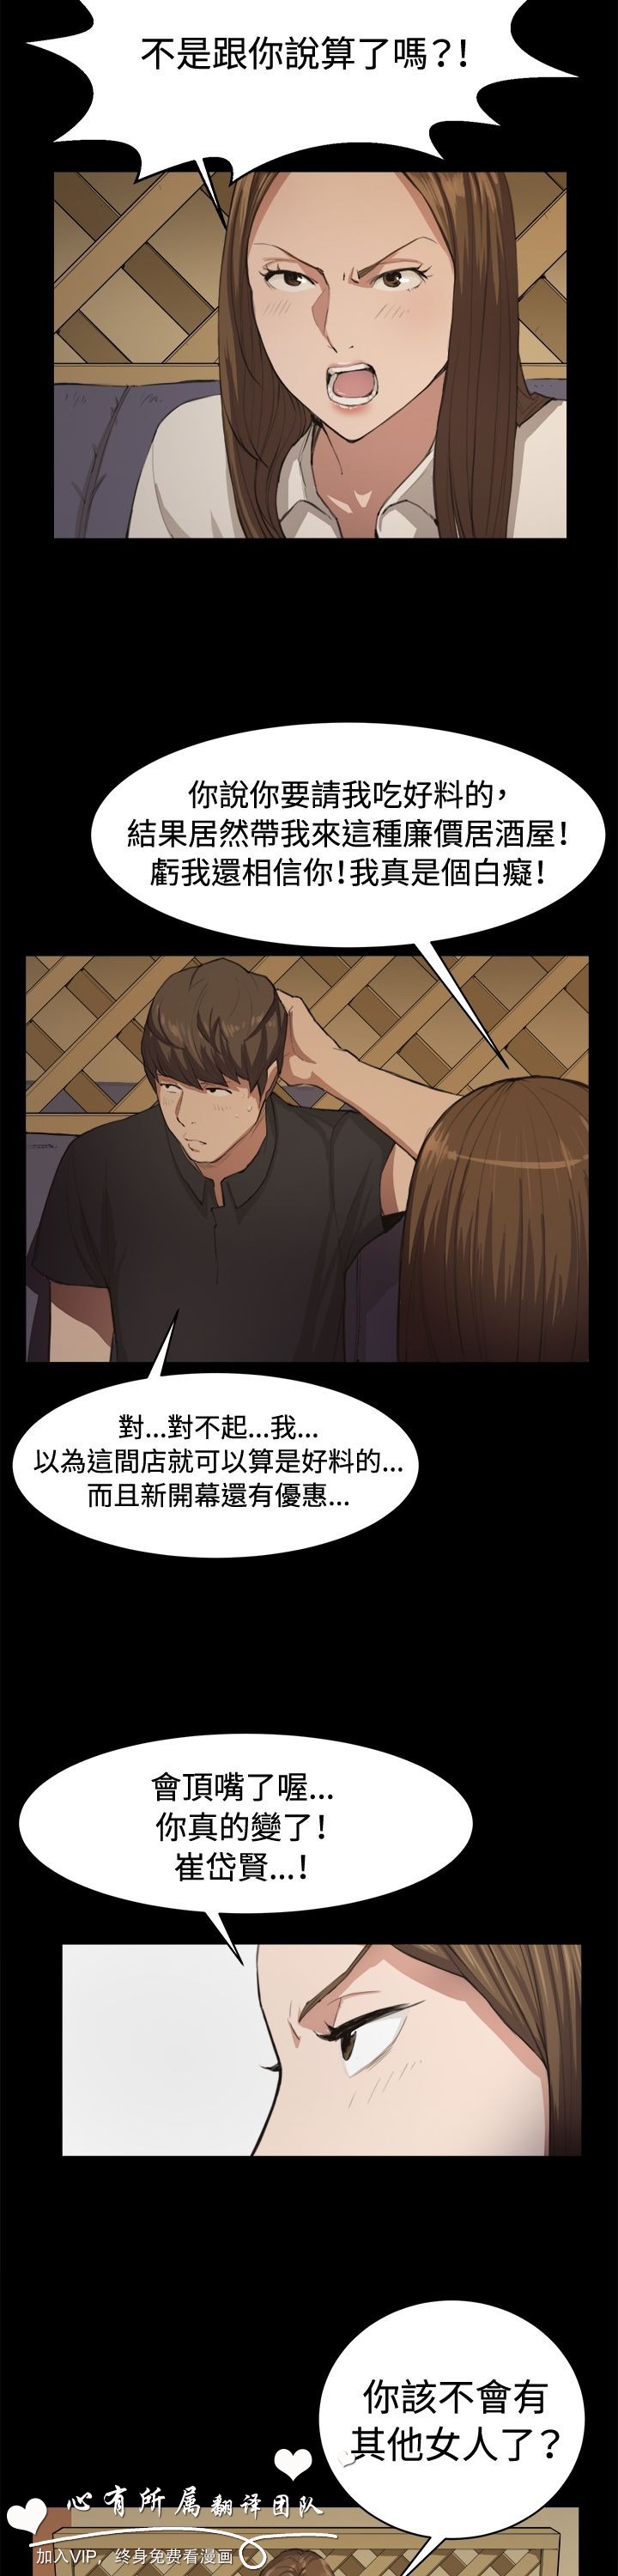 不是跟你說算了嗎?!
你說你要請我吃好料的,
結果居然帶我來這種廉價居酒屋!
虧我還相信你!我真是個白癡!
對...對不起...我...
以為這間店就可以算是好料的...
而且新開幕還有優惠...
會頂嘴了喔...
你真的變了!
崔岱賢...!
你該不會有
其他女人了?
心有所属翻译团队
加入VIP，终身免费看漫画